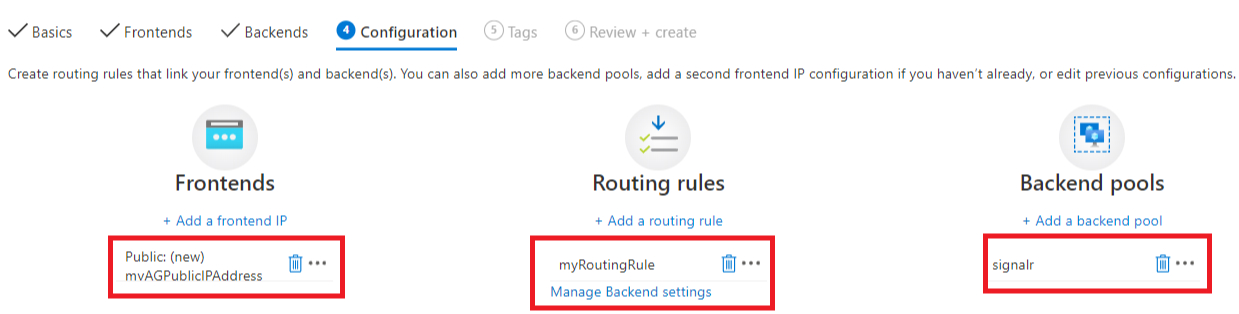 Basics Frontends Backends 4 Configuration 5 Tags 6 Review + create
Create routing rules that link your frontend(s) and backend(s). You can also add more backend pools, add a second frontend IP configuration if you haven't already, or edit previous configurations.
Frontends
+ Add a frontend IP
Public: (new)
myAGPublicIPAddress
Routing rules
+ Add a routing rule
myRoutingRule
Manage Backend settings
Backend pools
+ Add a backend pool
signalr